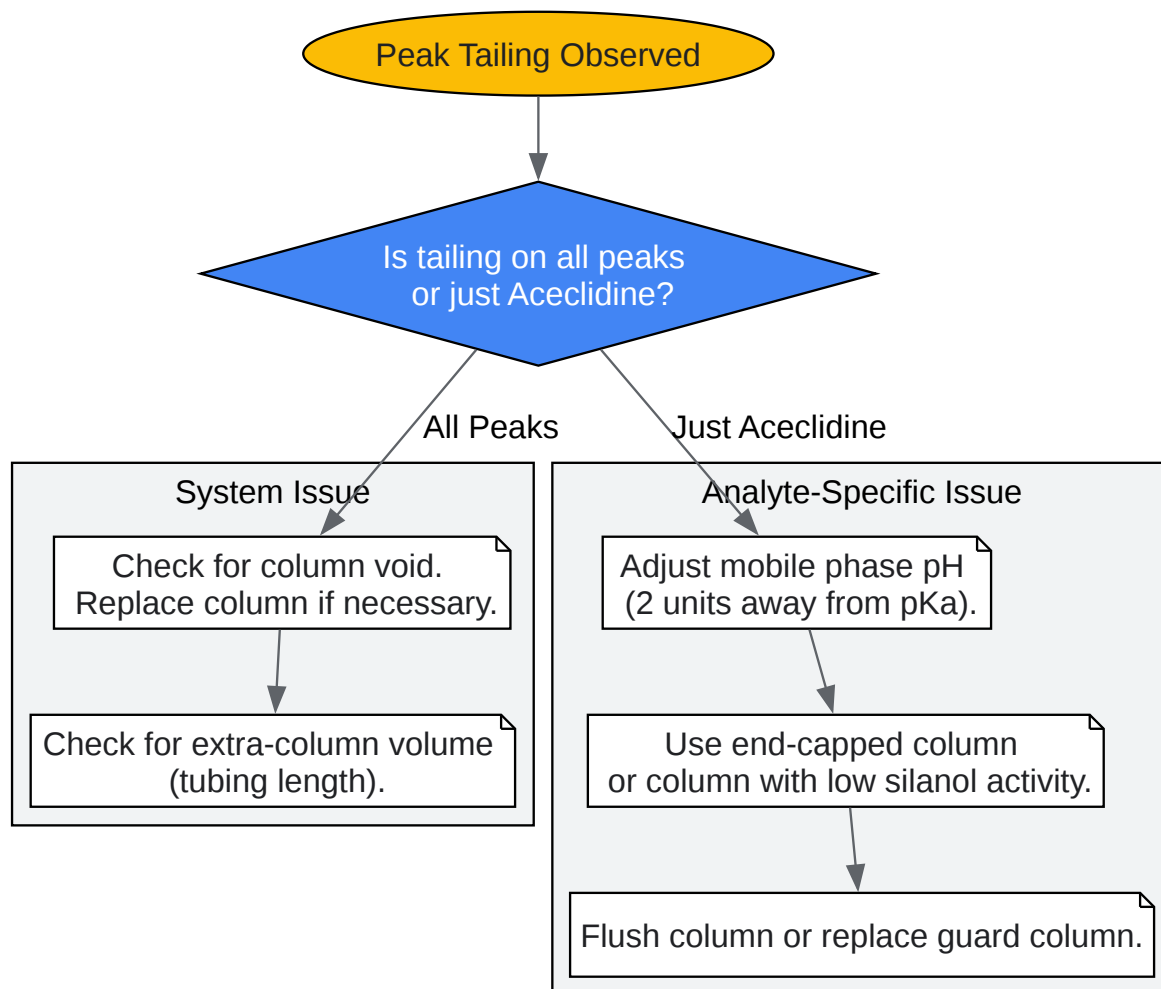 Peak Tailing Observed
Is tailing on all peaks
or just Aceclidine?
All Peaks
Just Aceclidine
System Issue
Check for column void.
Replace column if necessary.
Check for extra-column volume
(tubing length).
Analyte-Specific Issue
Adjust mobile phase pH
(2 units away from pKa).
Use end-capped column
or column with low silanol activity.
Flush column or replace guard column.